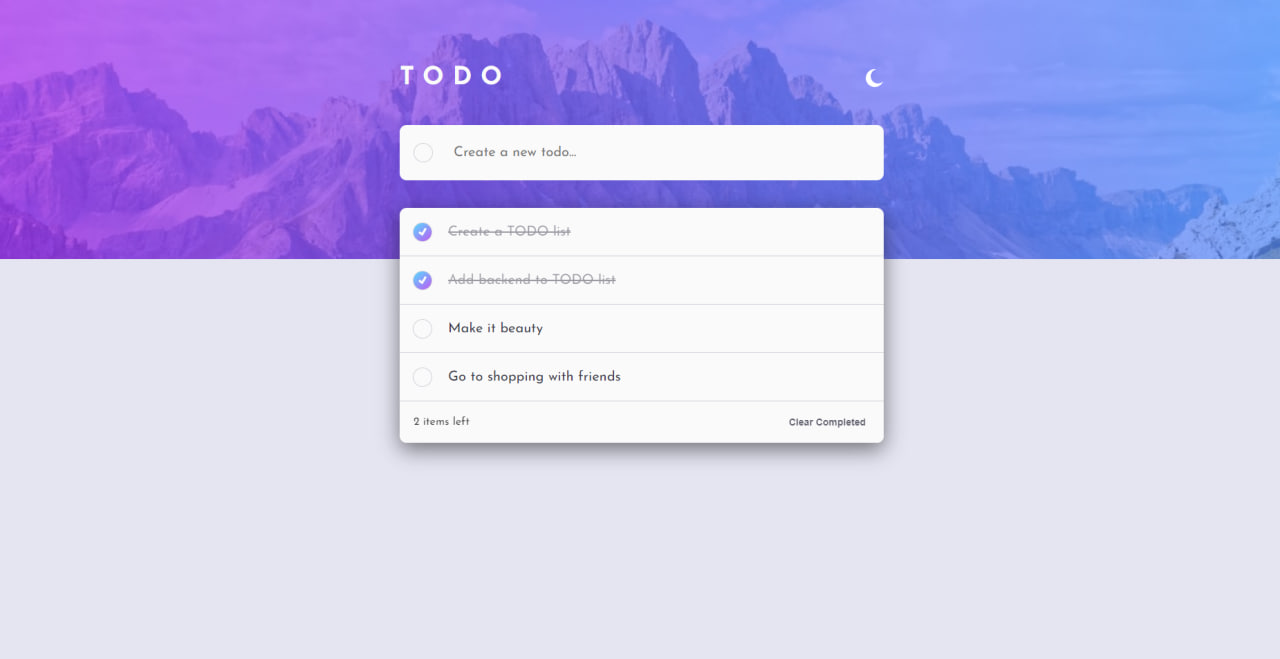 TODO
Create a new todo...
Create a TODO list
Add backend to TODO list
Make it beauty
Go to shopping with friends
2 items left
Clear Completed